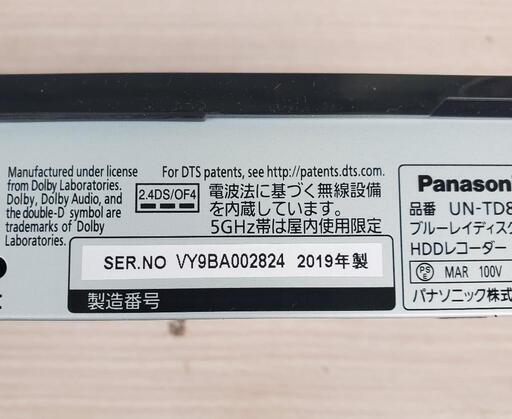 Manufactured under license
from Dolby Laboratories.
Dolby, Dolby Audio, and
the double-D symbol are
trademarks of Dolby
Laboratories.
For DTS patents, see http://patents.dts.com.
2.4DS/OF4
電波法に基づく無線設備
を内蔵しています。
5GHz帯は屋内使用限定
SER.NO VY9BA002824 2019年製
製造番号
Panasoni
品番 UN-TD8
ブルーレイディスク
HDDレコーダー
PS
E
MAR 100V
パナソニック株式